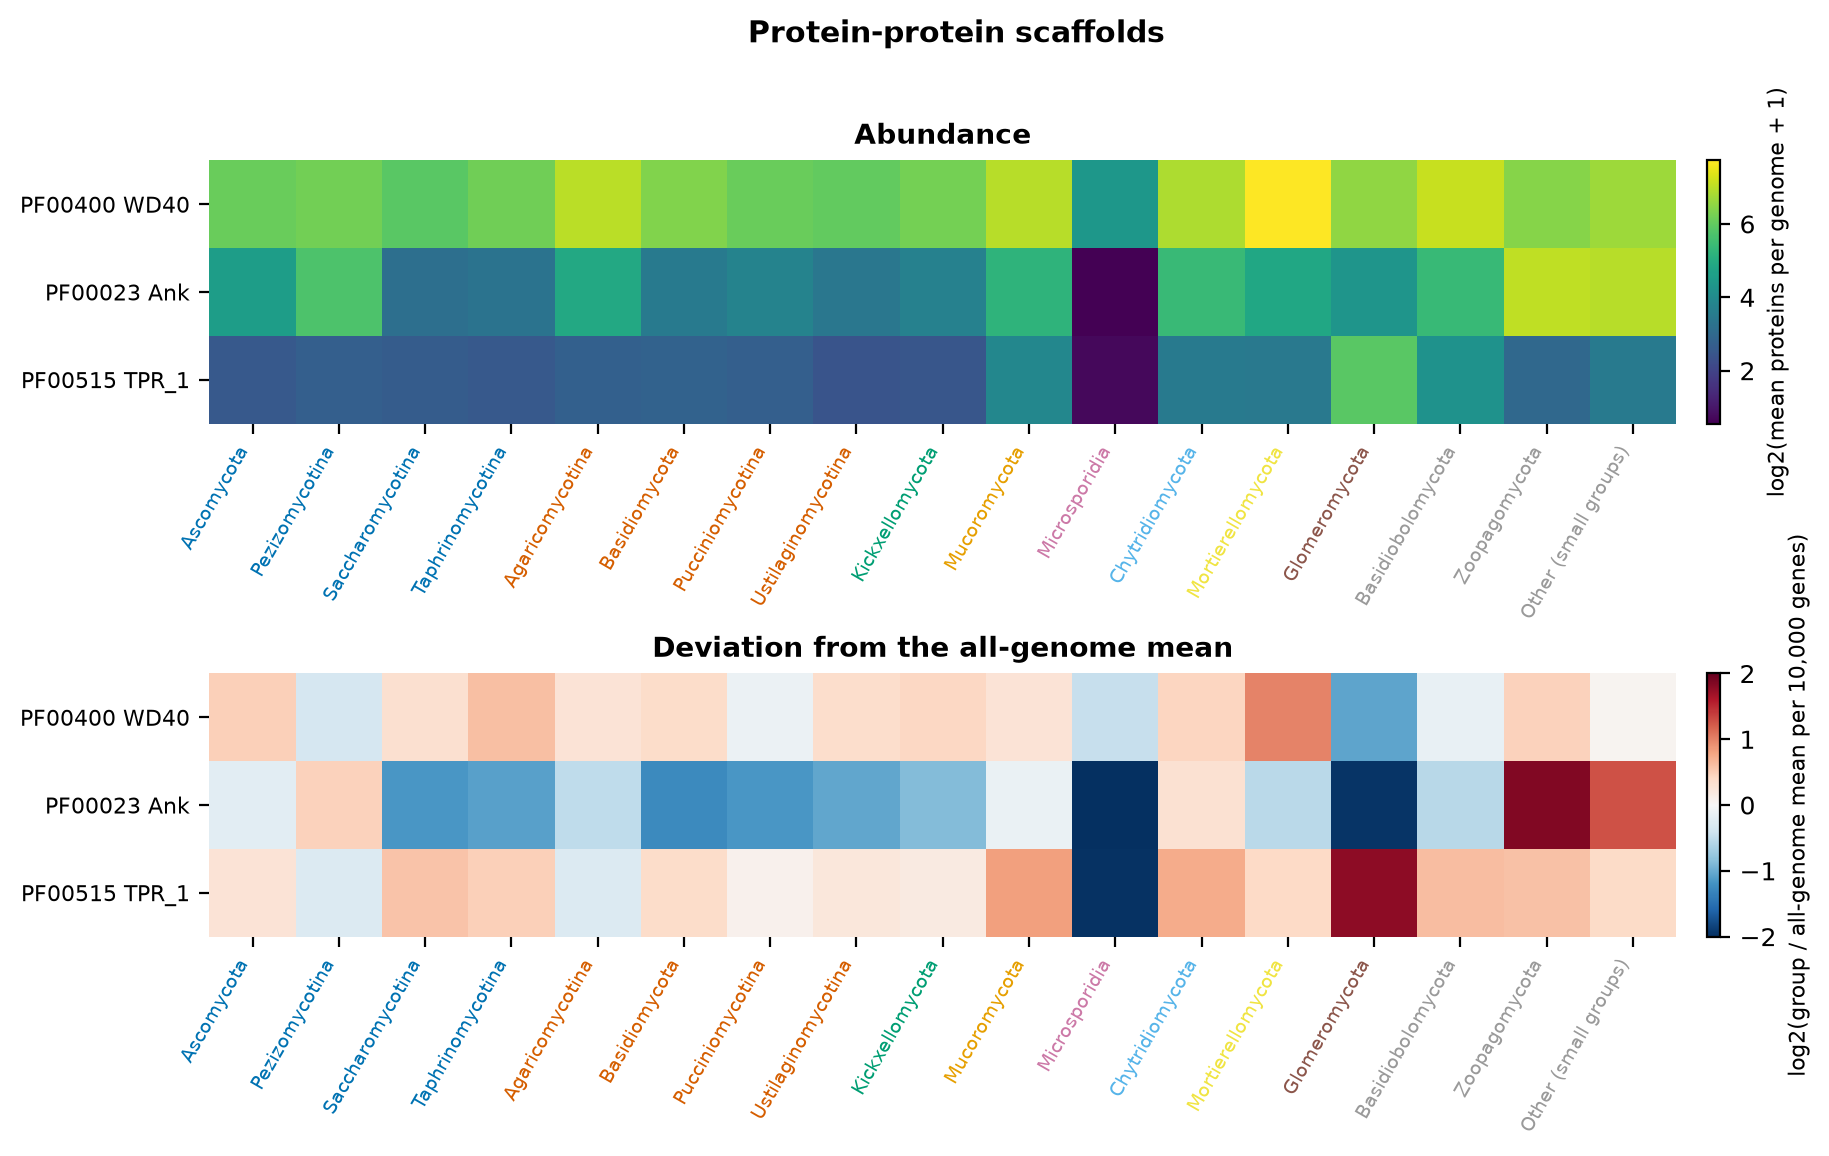 Protein-protein scaffolds
Abundance
PF00400 WD40
PF00023 Ank
PF00515 TPR_1
Ascomycota
Pezizomycotina
Saccharomycotina
Taphrinomycotina
Agaricomycotina
Basidiomycota
Pucciniomycotina
Ustilaginomycotina
Kickxellomycota
Mucoromycota
Microsporidia
Chytridiomycota
Mortierellomycota
Glomeromycota
Basidiobolomycota
Zoopagomycota
Other (small groups)
6
4
2
log2(mean proteins per genome + 1)
Deviation from the all-genome mean
PF00400 WD40
PF00023 Ank
PF00515 TPR_1
Ascomycota
Pezizomycotina
Saccharomycotina
Taphrinomycotina
Agaricomycotina
Basidiomycota
Pucciniomycotina
Ustilaginomycotina
Kickxellomycota
Mucoromycota
Microsporidia
Chytridiomycota
Mortierellomycota
Glomeromycota
Basidiobolomycota
Zoopagomycota
Other (small groups)
2
1
0
−1
−2
log2(group / all-genome mean per 10,000 genes)